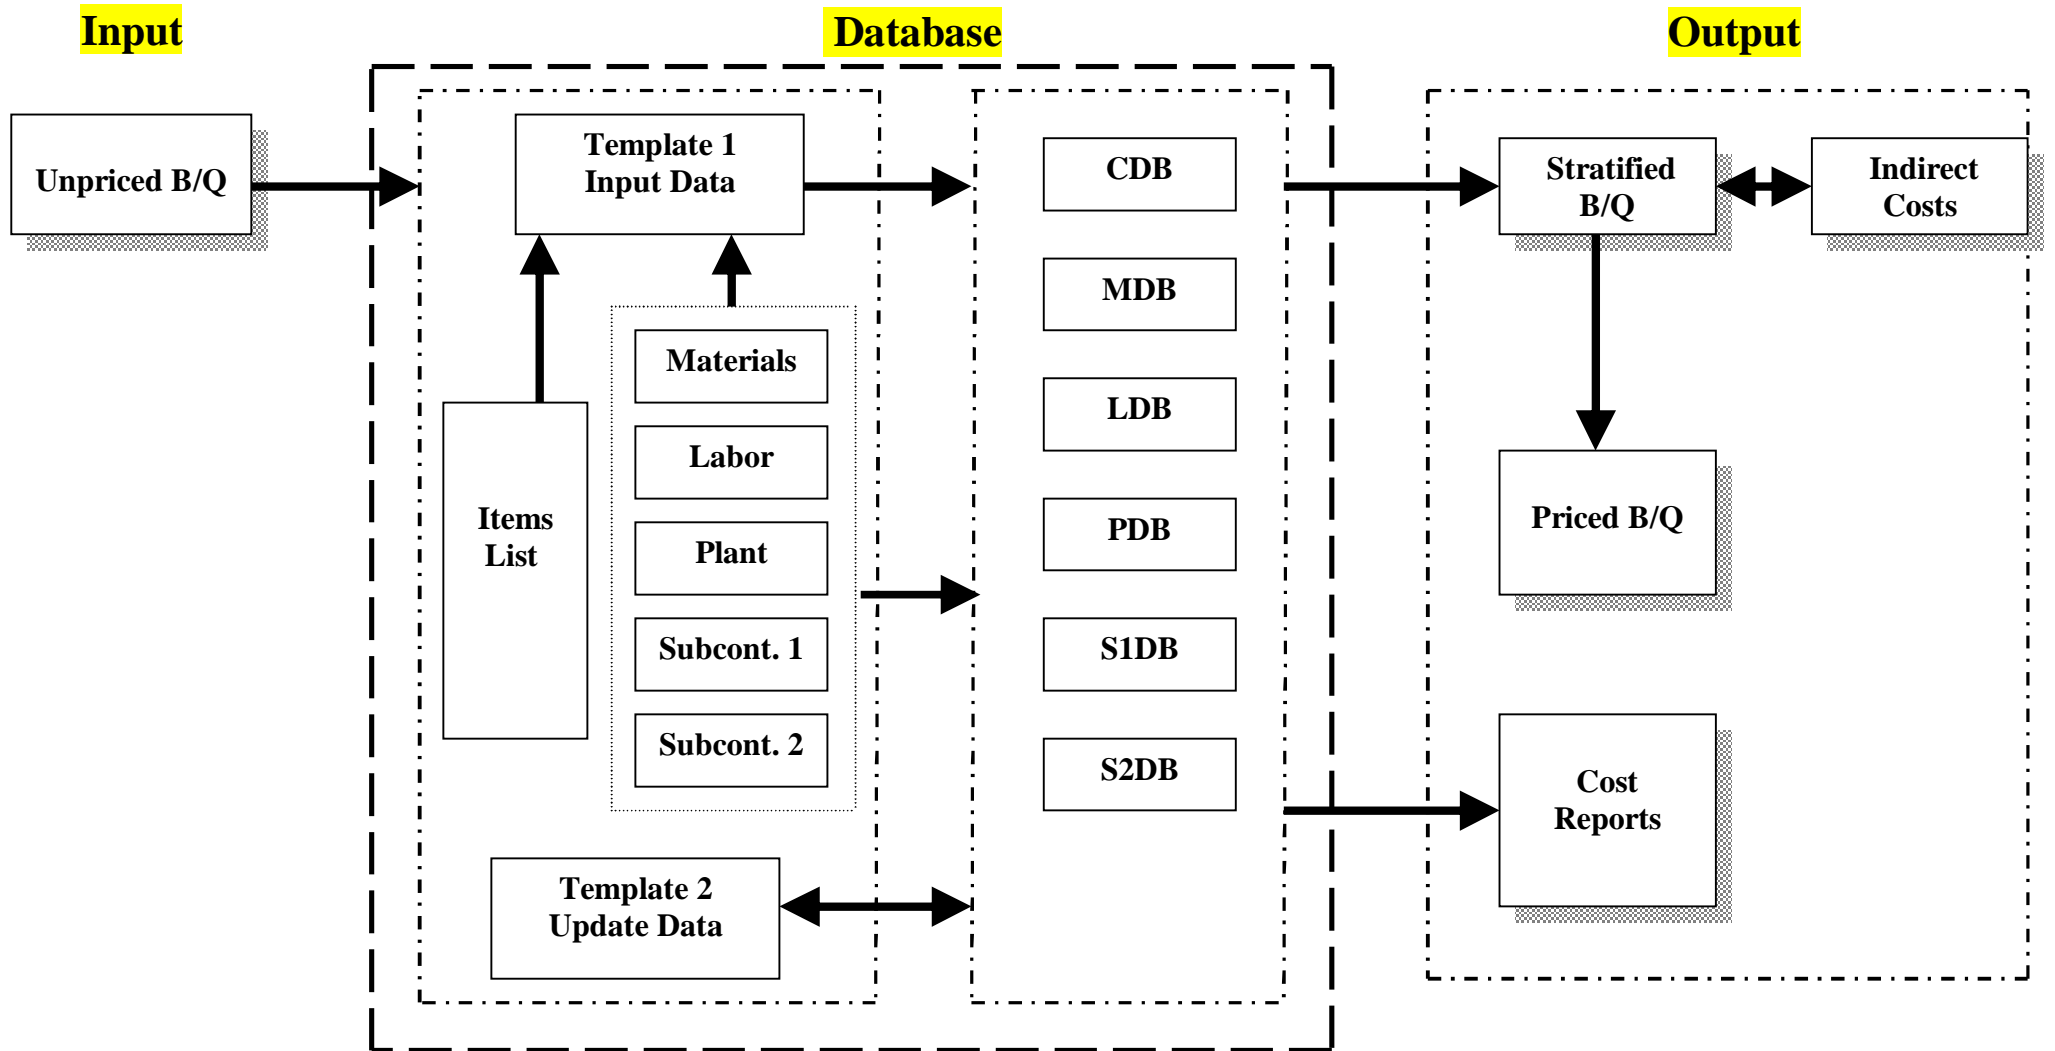 Input
Database
Output
Unpriced B/Q
Template 1
Input Data
Items
List
Materials
Labor
Plant
Subcont. 1
Subcont. 2
Template 2
Update Data
CDB
MDB
LDB
PDB
S1DB
S2DB
Stratified
B/Q
Indirect
Costs
Priced B/Q
Cost
Reports